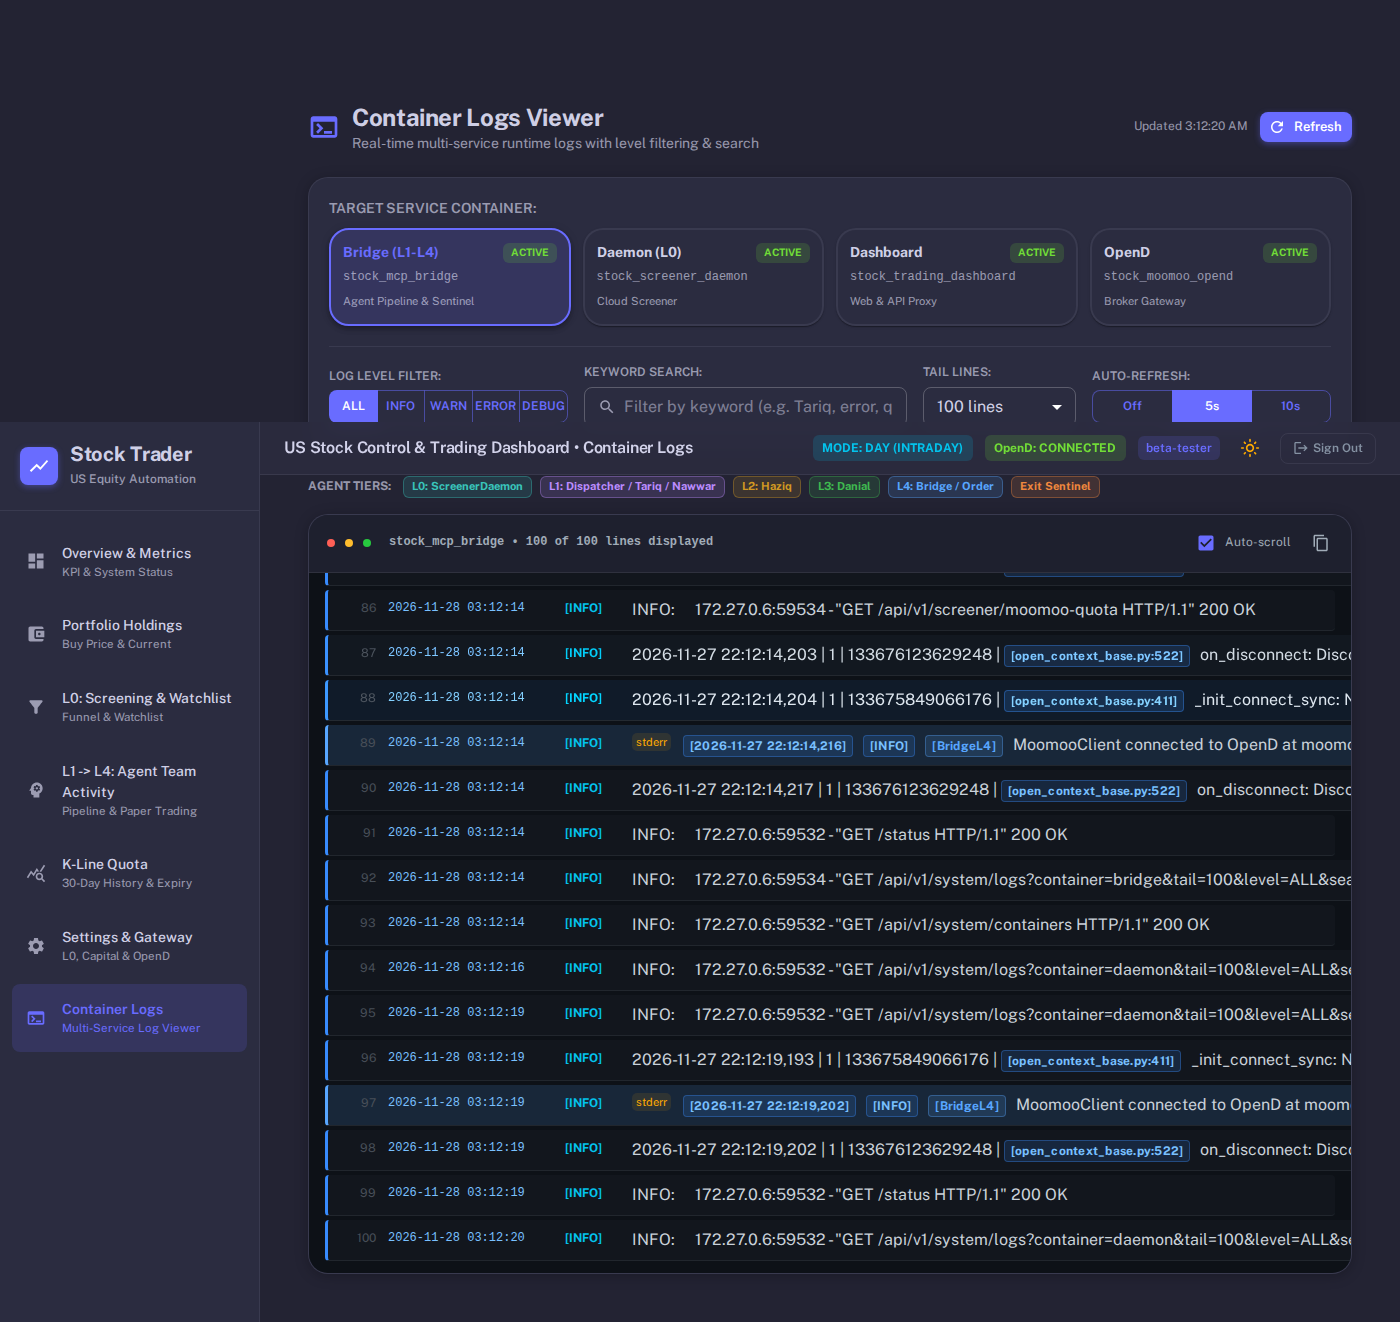 Container Logs Viewer
Real-time multi-service runtime logs with level filtering & search
Updated 3:12:20 AM
Refresh
TARGET SERVICE CONTAINER:
Bridge (L1-L4) ACTIVE
stock_mcp_bridge
Agent Pipeline & Sentinel
Daemon (L0) ACTIVE
stock_screener_daemon
Cloud Screener
Dashboard ACTIVE
stock_trading_dashboard
Web & API Proxy
OpenD ACTIVE
stock_moomoo_opend
Broker Gateway
LOG LEVEL FILTER:
ALL INFO WARN ERROR DEBUG
KEYWORD SEARCH:
Filter by keyword (e.g. Tariq, error, q
TAIL LINES:
100 lines
AUTO-REFRESH:
Off 5s 10s
Stock Trader
US Equity Automation
US Stock Control & Trading Dashboard • Container Logs
MODE: DAY (INTRADAY)
OpenD: CONNECTED
beta-tester
Sign Out
Overview & Metrics
KPI & System Status
Portfolio Holdings
Buy Price & Current
L0: Screening & Watchlist
Funnel & Watchlist
L1 -> L4: Agent Team
Activity
Pipeline & Paper Trading
K-Line Quota
30-Day History & Expiry
Settings & Gateway
L0, Capital & OpenD
Container Logs
Multi-Service Log Viewer
AGENT TIERS: L0: ScreenerDaemon L1: Dispatcher / Tariq / Nawwar L2: Haziq L3: Danial L4: Bridge / Order Exit Sentinel
stock_mcp_bridge • 100 of 100 lines displayed
Auto-scroll
86 2026-11-28 03:12:14 [INFO] INFO: 172.27.0.6:59534 - "GET /api/v1/screener/moomoo-quota HTTP/1.1" 200 OK
87 2026-11-28 03:12:14 [INFO] 2026-11-27 22:12:14,203 | 1 | 133676123629248 | [open_context_base.py:522] on_disconnect: Disco
88 2026-11-28 03:12:14 [INFO] 2026-11-27 22:12:14,204 | 1 | 133675849066176 | [open_context_base.py:411] _init_connect_sync: N
89 2026-11-28 03:12:14 [INFO] stderr [2026-11-27 22:12:14,216] [INFO] [BridgeL4] MoomooClient connected to OpenD at moomo
90 2026-11-28 03:12:14 [INFO] 2026-11-27 22:12:14,217 | 1 | 133676123629248 | [open_context_base.py:522] on_disconnect: Disco
91 2026-11-28 03:12:14 [INFO] INFO: 172.27.0.6:59532 - "GET /status HTTP/1.1" 200 OK
92 2026-11-28 03:12:14 [INFO] INFO: 172.27.0.6:59534 - "GET /api/v1/system/logs?container=bridge&tail=100&level=ALL&sea
93 2026-11-28 03:12:14 [INFO] INFO: 172.27.0.6:59532 - "GET /api/v1/system/containers HTTP/1.1" 200 OK
94 2026-11-28 03:12:16 [INFO] INFO: 172.27.0.6:59532 - "GET /api/v1/system/logs?container=daemon&tail=100&level=ALL&se
95 2026-11-28 03:12:19 [INFO] INFO: 172.27.0.6:59532 - "GET /api/v1/system/logs?container=daemon&tail=100&level=ALL&se
96 2026-11-28 03:12:19 [INFO] 2026-11-27 22:12:19,193 | 1 | 133675849066176 | [open_context_base.py:411] _init_connect_sync: N
97 2026-11-28 03:12:19 [INFO] stderr [2026-11-27 22:12:19,202] [INFO] [BridgeL4] MoomooClient connected to OpenD at moom
98 2026-11-28 03:12:19 [INFO] 2026-11-27 22:12:19,202 | 1 | 133676123629248 | [open_context_base.py:522] on_disconnect: Disco
99 2026-11-28 03:12:19 [INFO] INFO: 172.27.0.6:59532 - "GET /status HTTP/1.1" 200 OK
100 2026-11-28 03:12:20 [INFO] INFO: 172.27.0.6:59532 - "GET /api/v1/system/logs?container=daemon&tail=100&level=ALL&se